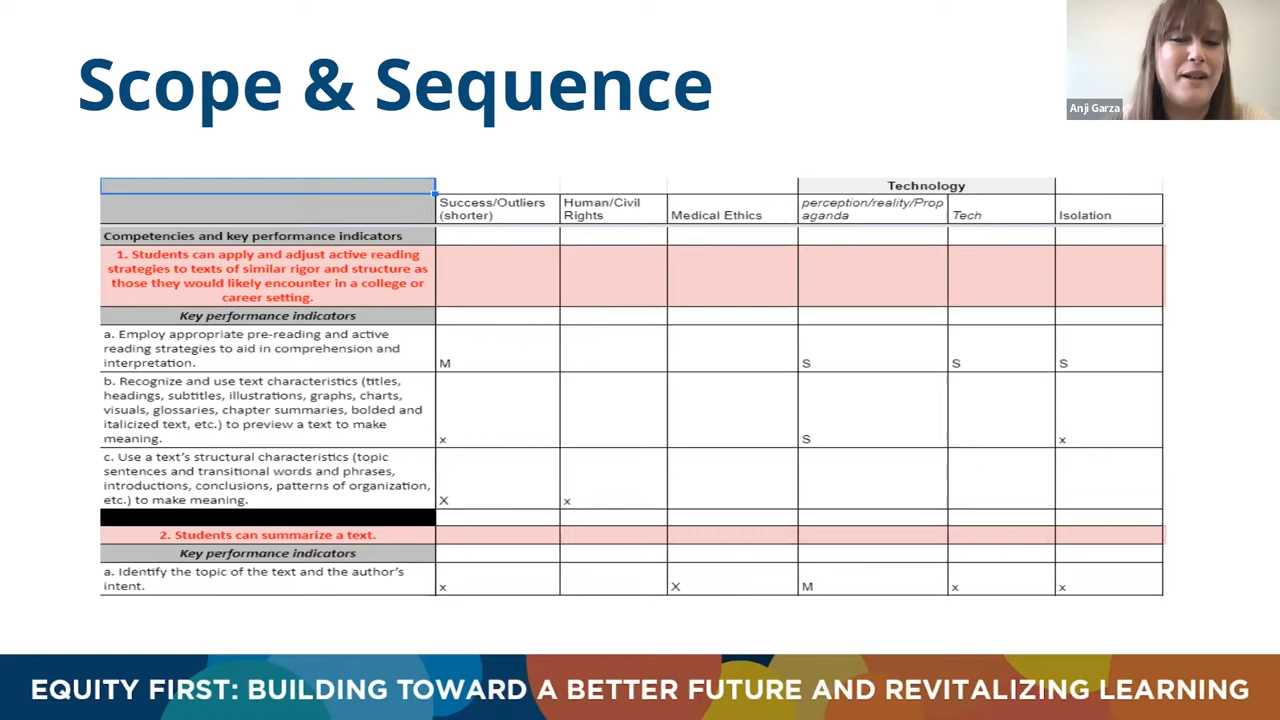 Scope & Sequence
Anji Garza
Technology
Success/Outliers
(shorter)
Human/Civil
Rights
Medical Ethics
perception/reality/Prop
aganda
Tech
Isolation
Competencies and key performance indicators
1. Students can apply and adjust active reading
strategies to texts of similar rigor and structure as
those they would likely encounter in a college or
career setting.
Key performance indicators
a. Employ appropriate pre-reading and active
reading strategies to aid in comprehension and
interpretation.
M
S
S
S
b. Recognize and use text characteristics (titles,
headings, subtitles, illustrations, graphs, charts,
visuals, glossaries, chapter summaries, bolded and
italicized text, etc.) to preview a text to make
meaning.
x
S
x
c. Use a text's structural characteristics (topic
sentences and transitional words and phrases,
introductions, conclusions, patterns of organization,
etc.) to make meaning.
X
x
2. Students can summarize a text.
Key performance indicators
a. Identify the topic of the text and the author's
intent.
x
X
M
x
x
EQUITY FIRST: BUILDING TOWARD A BETTER FUTURE AND REVITALIZING LEARNING